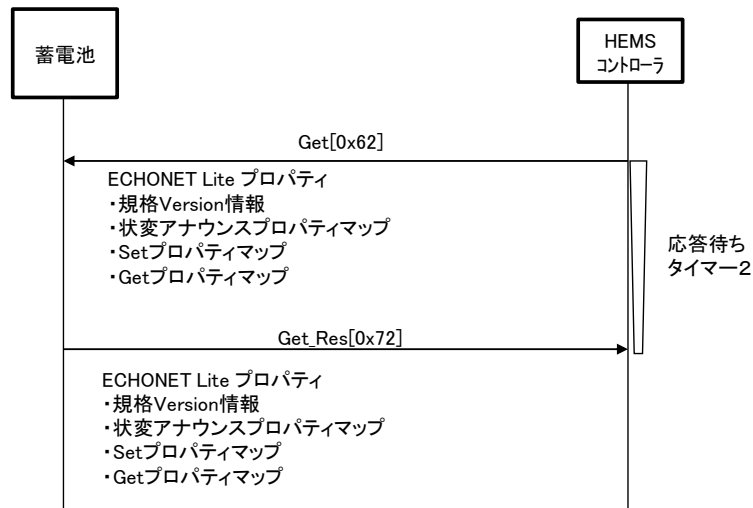 蓄電池
HEMS
コントローラ
Get[0x62]
ECHONET Lite プロパティ
・規格Version情報
・状変アナウンスプロパティマップ
・Setプロパティマップ
・Getプロパティマップ
応答待ち
タイマー2
Get_Res[0x72]
ECHONET Lite プロパティ
・規格Version情報
・状変アナウンスプロパティマップ
・Setプロパティマップ
・Getプロパティマップ